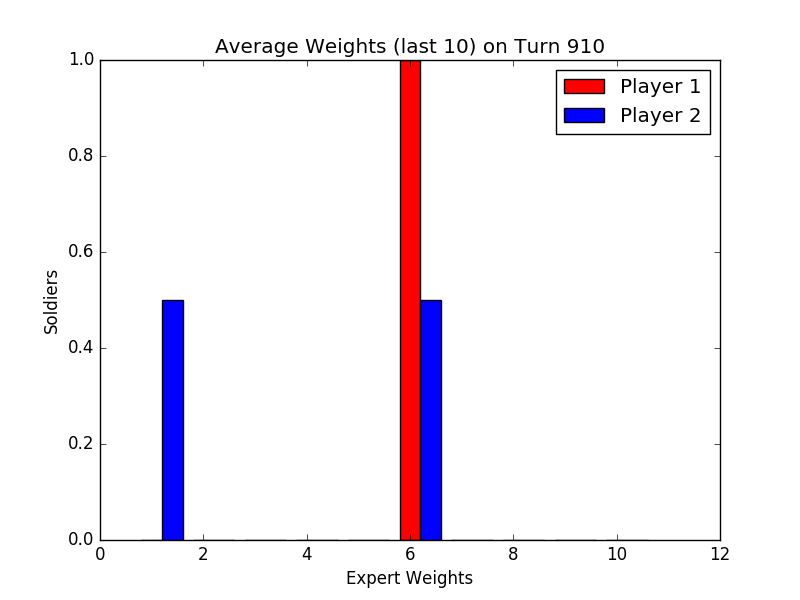 Average Weights (last 10) on Turn 910
1.0
Player 1
Player 2
0.8
0.6
Soldiers
0.4
0.2
0.0
0 2 4 6 8 10 12
Expert Weights